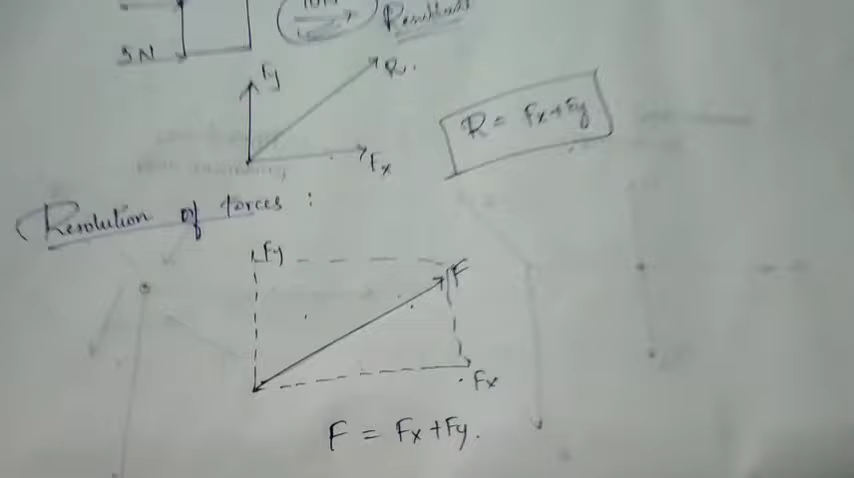 5N
Resultant
Fy
R.
Fx
R = Fx+Fy
Resolution of forces :
Fy
F
Fx
F = Fx+Fy.